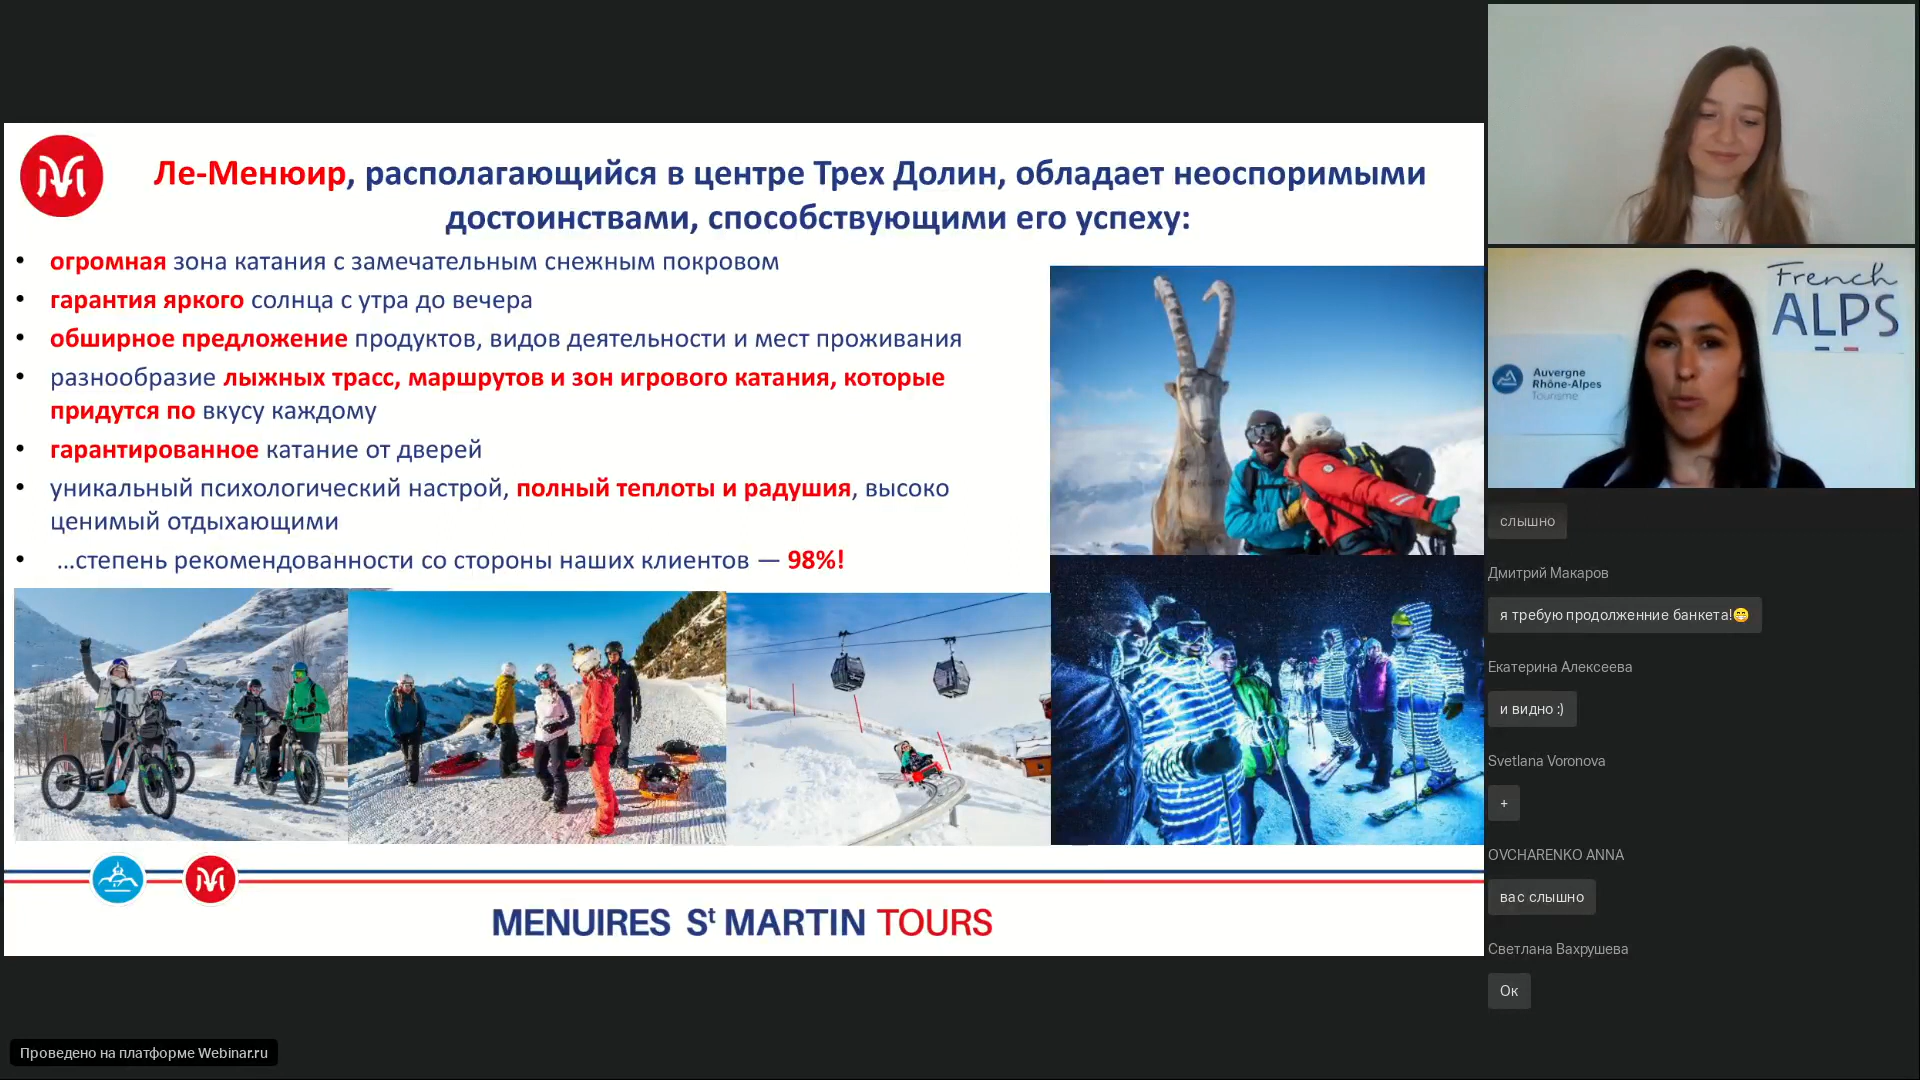 Ле-Менюир, располагающийся в центре Трех Долин, обладает неоспоримыми
достоинствами, способствующими его успеху:
• огромная зона катания с замечательным снежным покровом
• гарантия яркого солнца с утра до вечера
• обширное предложение продуктов, видов деятельности и мест проживания
• разнообразие лыжных трасс, маршрутов и зон игрового катания, которые
придутся по вкусу каждому
• гарантированное катание от дверей
• уникальный психологический настрой, полный теплоты и радушия, высоко
ценимый отдыхающими
• ...степень рекомендованности со стороны наших клиентов — 98%!
MENUIRES St MARTIN TOURS
French
ALPS
Auvergne
Rhône-Alpes
Tourisme
слышно
Дмитрий Макаров
я требую продолженние банкета!😁
Екатерина Алексеева
и видно :)
Svetlana Voronova
+
OVCHARENKO ANNA
вас слышно
Светлана Вахрушева
Ок
Проведено на платформе Webinar.ru